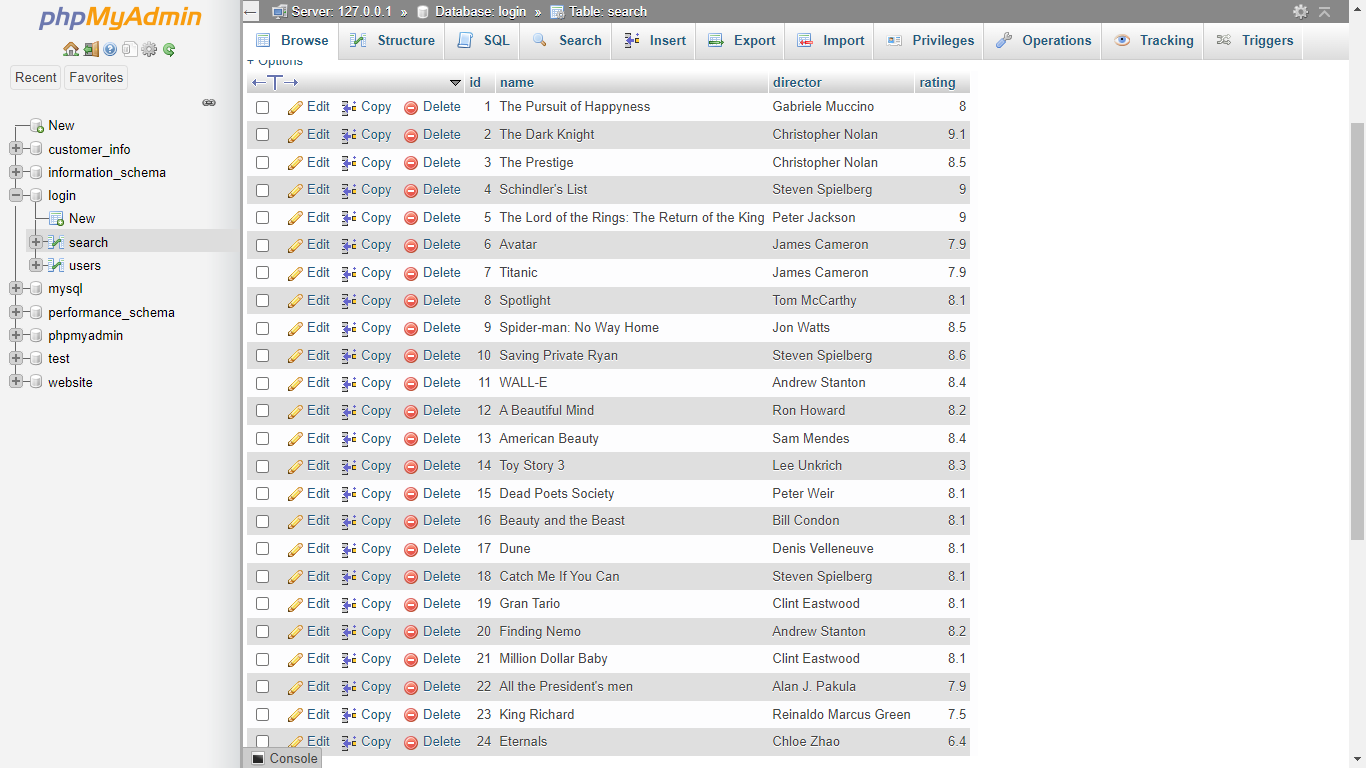 phpMyAdmin
Recent Favorites
New
customer_info
information_schema
login
New
search
users
mysql
performance_schema
phpmyadmin
test
website
Server: 127.0.0.1 » Database: login » Table: search
Browse Structure SQL Search Insert Export Import Privileges Operations Tracking Triggers
+ Options
id name director rating
Edit Copy Delete 1 The Pursuit of Happyness Gabriele Muccino 8
Edit Copy Delete 2 The Dark Knight Christopher Nolan 9.1
Edit Copy Delete 3 The Prestige Christopher Nolan 8.5
Edit Copy Delete 4 Schindler's List Steven Spielberg 9
Edit Copy Delete 5 The Lord of the Rings: The Return of the King Peter Jackson 9
Edit Copy Delete 6 Avatar James Cameron 7.9
Edit Copy Delete 7 Titanic James Cameron 7.9
Edit Copy Delete 8 Spotlight Tom McCarthy 8.1
Edit Copy Delete 9 Spider-man: No Way Home Jon Watts 8.5
Edit Copy Delete 10 Saving Private Ryan Steven Spielberg 8.6
Edit Copy Delete 11 WALL-E Andrew Stanton 8.4
Edit Copy Delete 12 A Beautiful Mind Ron Howard 8.2
Edit Copy Delete 13 American Beauty Sam Mendes 8.4
Edit Copy Delete 14 Toy Story 3 Lee Unkrich 8.3
Edit Copy Delete 15 Dead Poets Society Peter Weir 8.1
Edit Copy Delete 16 Beauty and the Beast Bill Condon 8.1
Edit Copy Delete 17 Dune Denis Velleneuve 8.1
Edit Copy Delete 18 Catch Me If You Can Steven Spielberg 8.1
Edit Copy Delete 19 Gran Tario Clint Eastwood 8.1
Edit Copy Delete 20 Finding Nemo Andrew Stanton 8.2
Edit Copy Delete 21 Million Dollar Baby Clint Eastwood 8.1
Edit Copy Delete 22 All the President's men Alan J. Pakula 7.9
Edit Copy Delete 23 King Richard Reinaldo Marcus Green 7.5
Edit Copy Delete 24 Eternals Chloe Zhao 6.4
Console